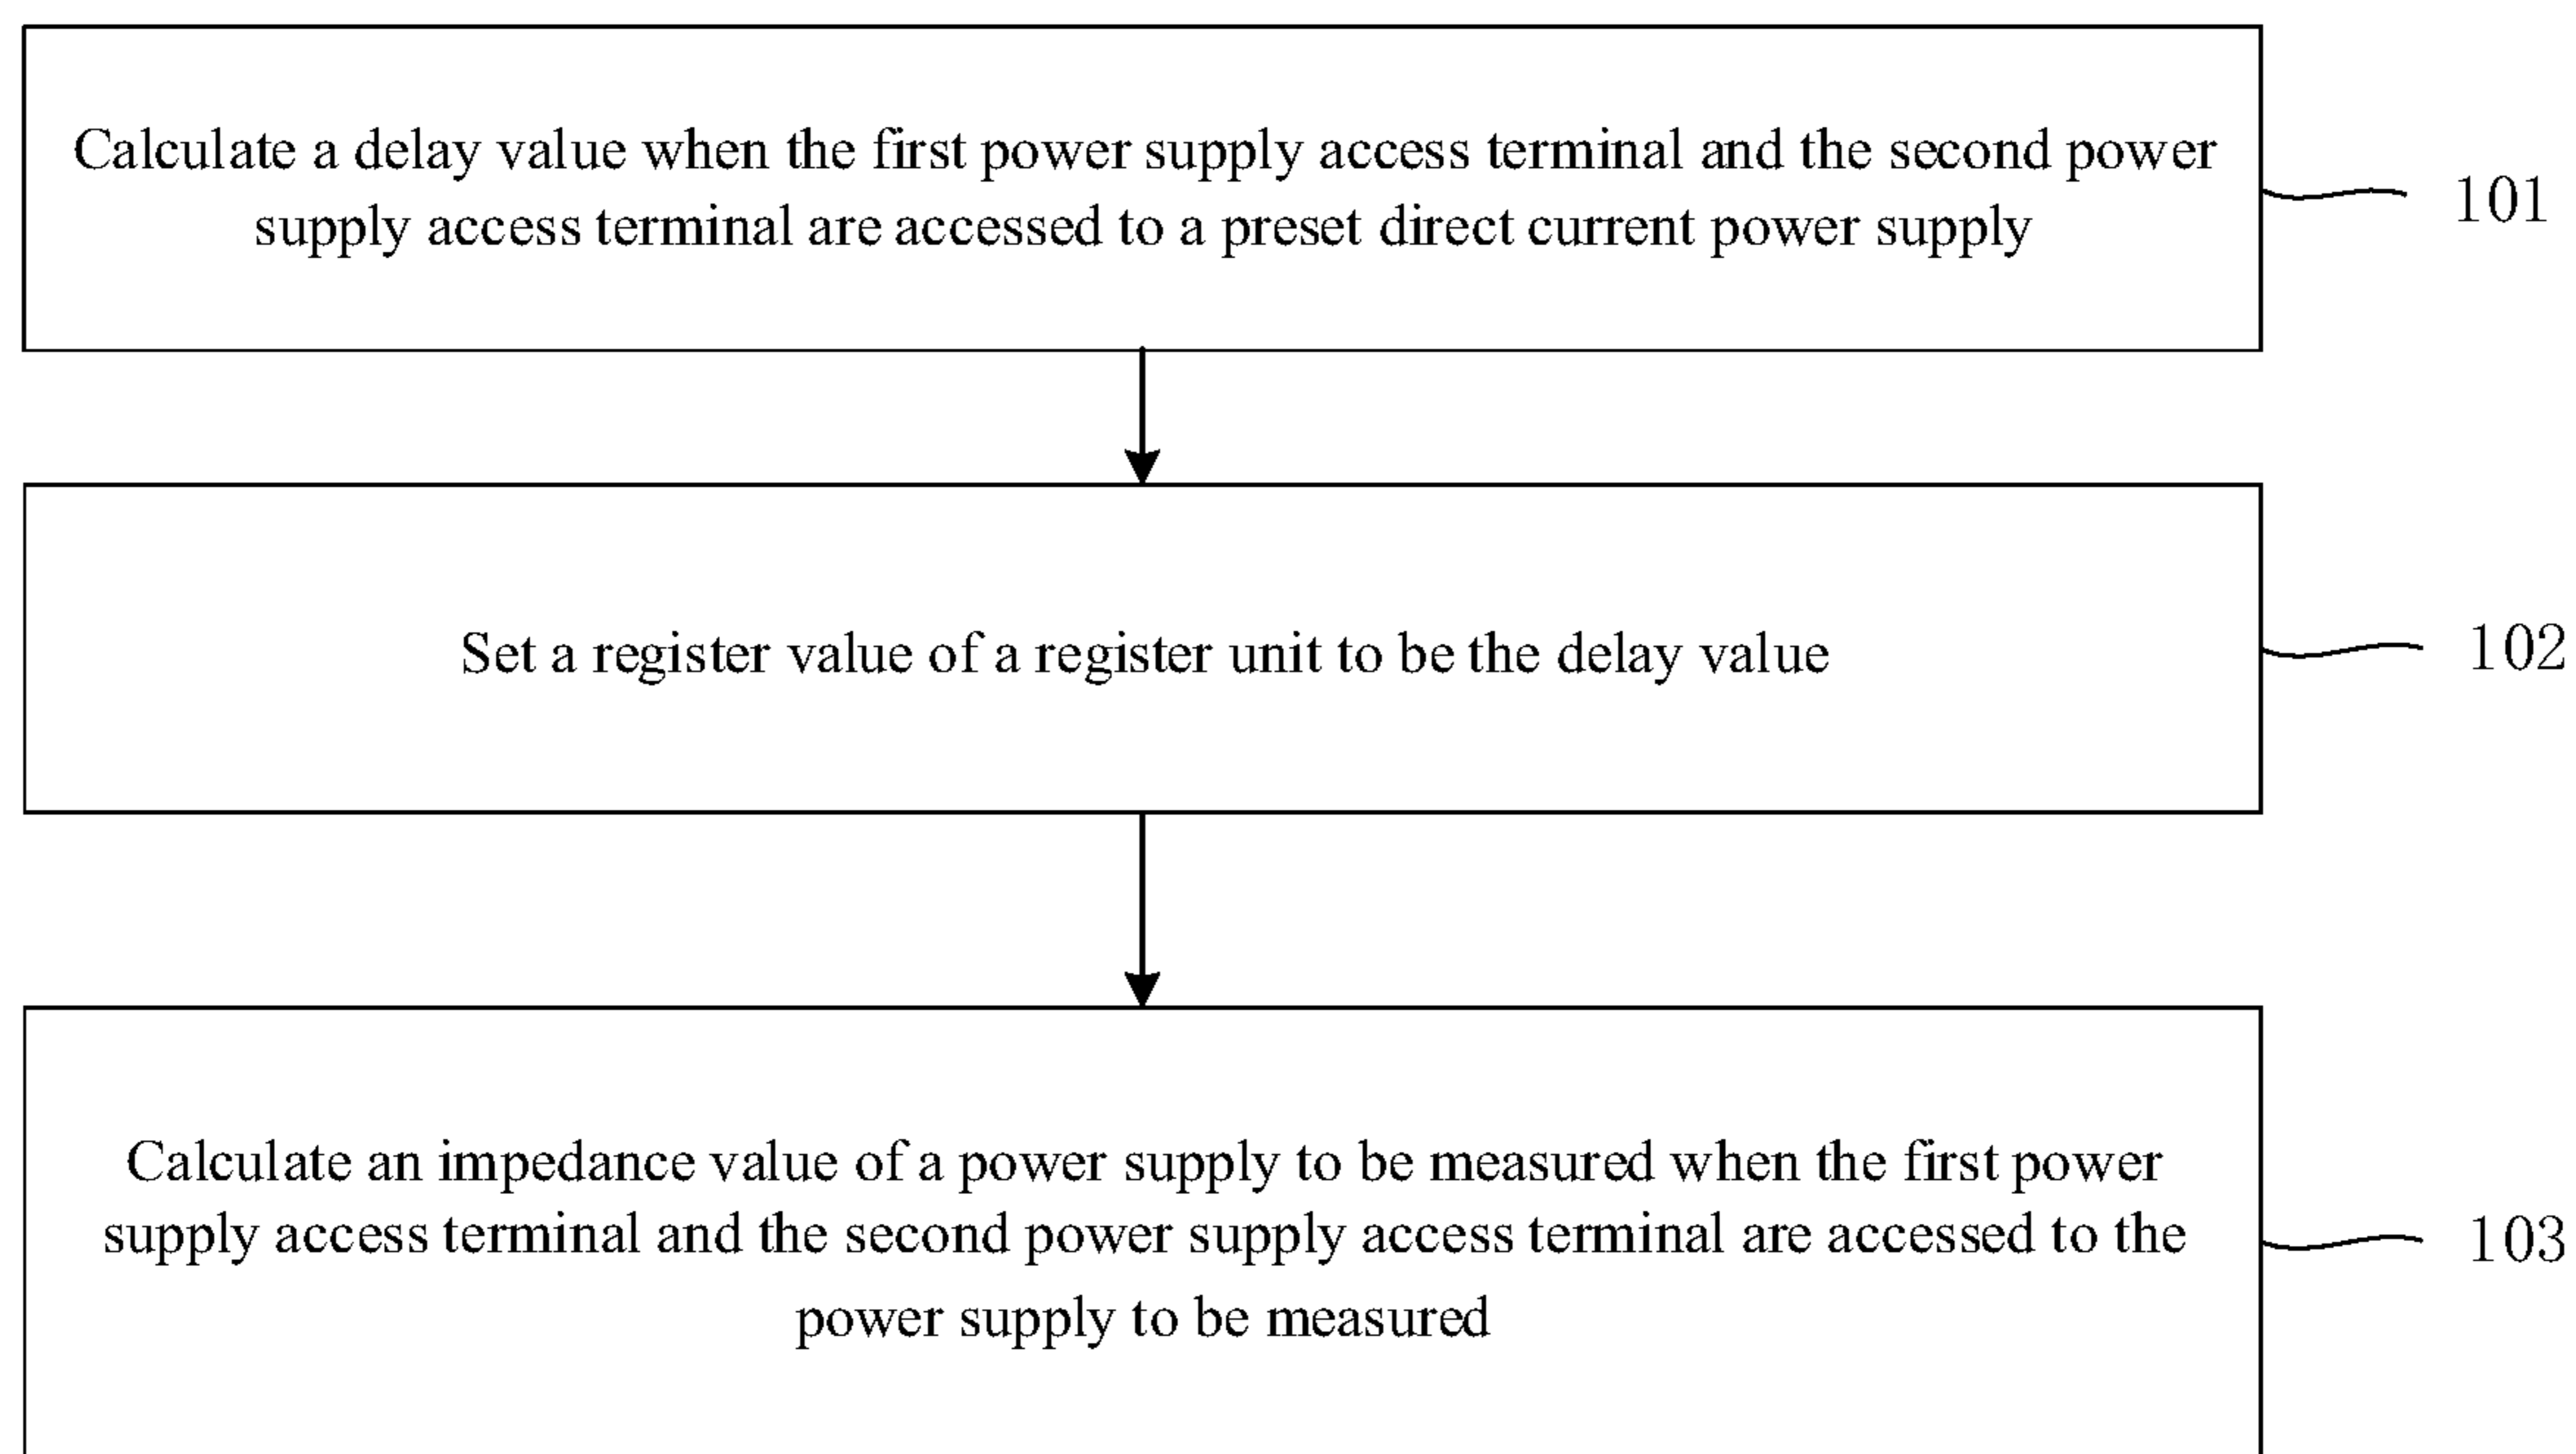 Calculate a delay value when the first power supply access terminal and the second power
supply access terminal are accessed to a preset direct current power supply
101
Set a register value of a register unit to be the delay value
102
Calculate an impedance value of a power supply to be measured when the first power
supply access terminal and the second power supply access terminal are accessed to the
power supply to be measured
103